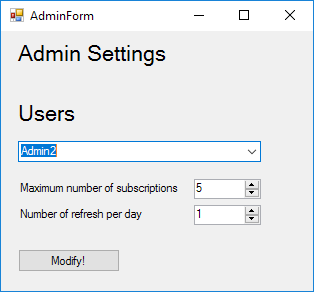 AdminForm
Admin Settings
Users
Admin2
Maximum number of subscriptions 5
Number of refresh per day 1
Modify!